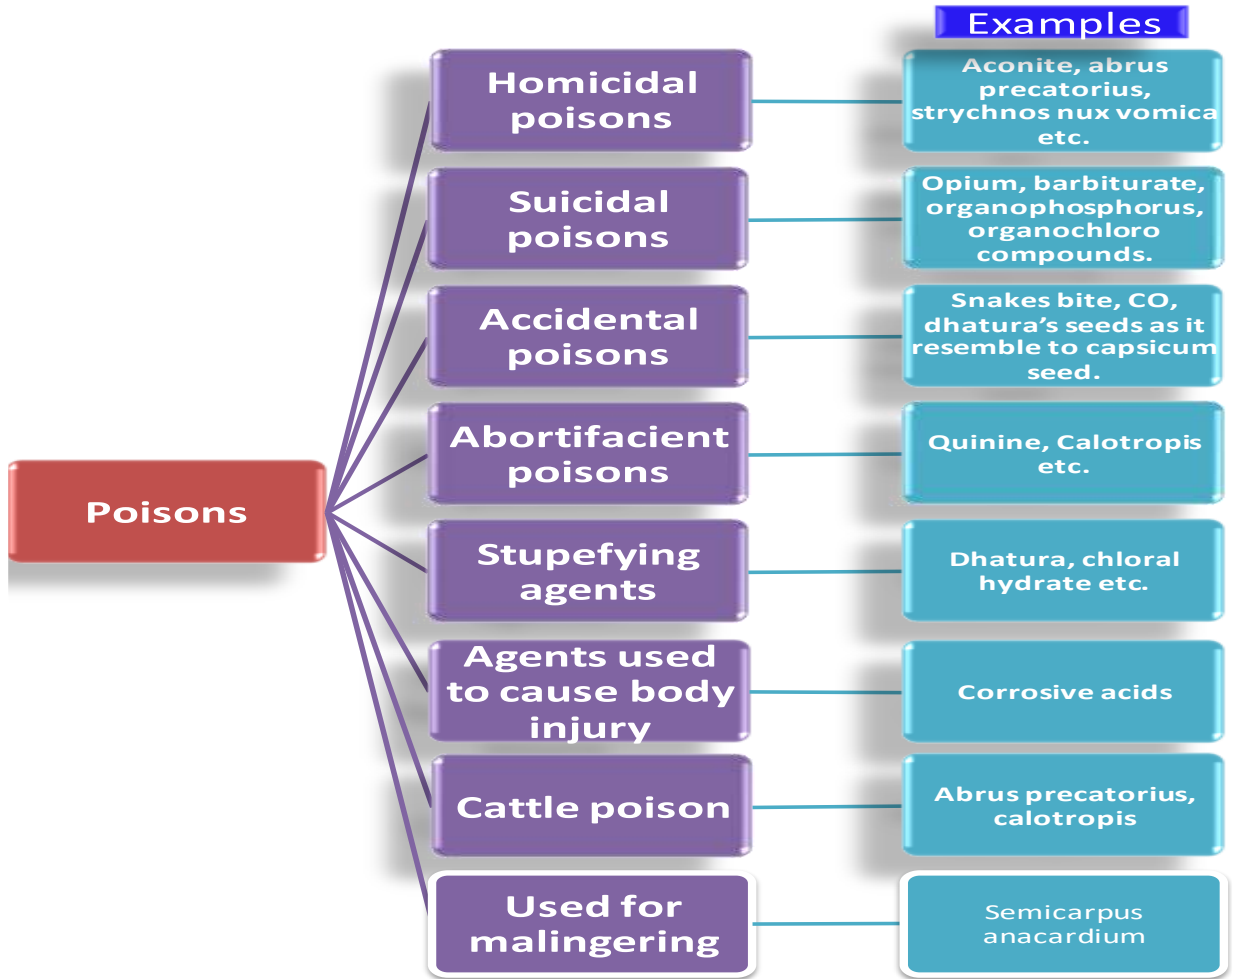 Examples
Homicidal
poisons
Aconite, abrus
precatorius,
strychnos nux vomica
etc.
Suicidal
poisons
Opium, barbiturate,
organophosphorus,
organochloro
compounds.
Accidental
poisons
Snakes bite, CO,
dhatura’s seeds as it
resemble to capsicum
seed.
Abortifacient
poisons
Quinine, Calotropis
etc.
Poisons
Stupefying
agents
Dhatura, chloral
hydrate etc.
Agents used
to cause body
injury
Corrosive acids
Cattle poison
Abrus precatorius,
calotropis
Used for
malingering
Semicarpus
anacardium